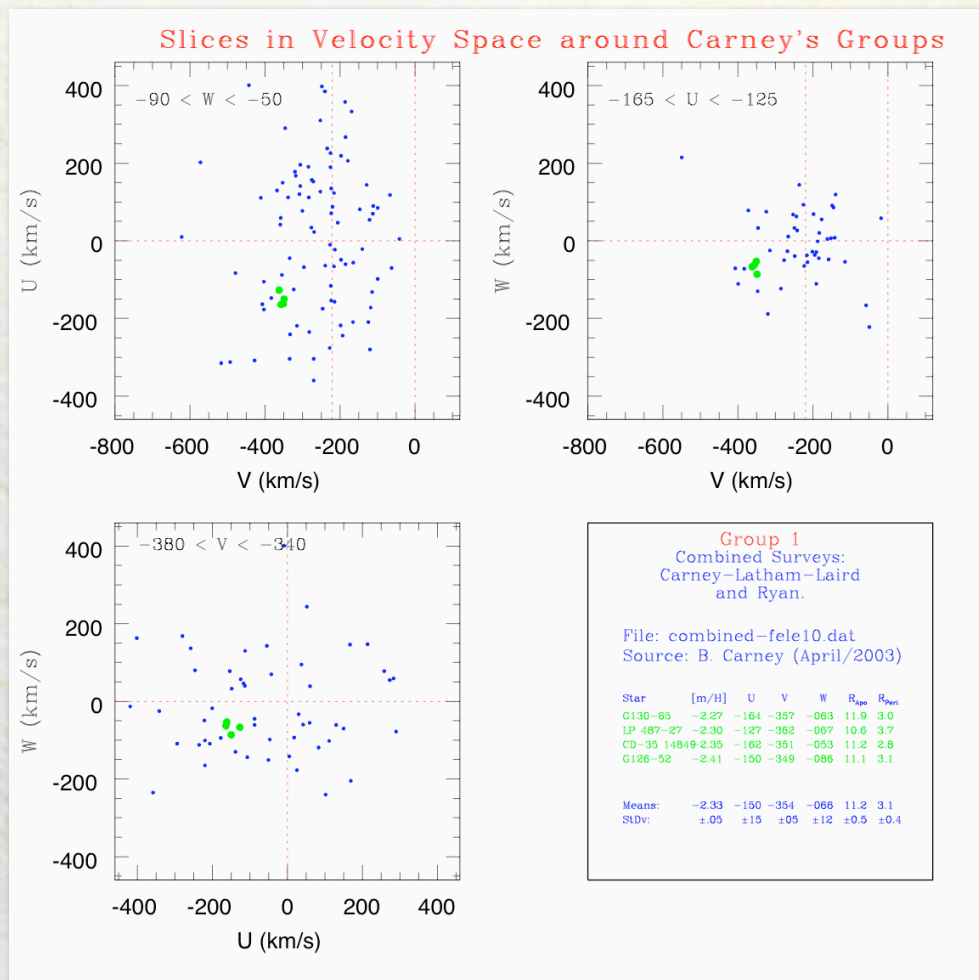 Slices in Velocity Space around Carney's Groups
-90 < W < -50
400
200
0
-200
-400
U (km/s)
-800 -600 -400 -200 0
V (km/s)
-165 < U < -125
400
200
0
-200
-400
W (km/s)
-800 -600 -400 -200 0
V (km/s)
-380 < V < -340
400
200
0
-200
-400
W (km/s)
-400 -200 0 200 400
U (km/s)
Group 1
Combined Surveys:
Carney-Latham-Laird
and Ryan.
File: combined-fele10.dat
Source: B. Carney (April/2003)
Star [m/H] U V W R_Apo R_Peri
G130-65 -2.27 -164 -357 -063 11.9 3.0
LP 487-27 -2.30 -127 -362 -067 10.6 3.7
CD-35 14849-2.35 -162 -351 -053 11.2 2.8
G126-52 -2.41 -150 -349 -086 11.1 3.1
Means: -2.33 -150 -354 -066 11.2 3.1
StDv: ±.05 ±15 ±05 ±12 ±0.5 ±0.4